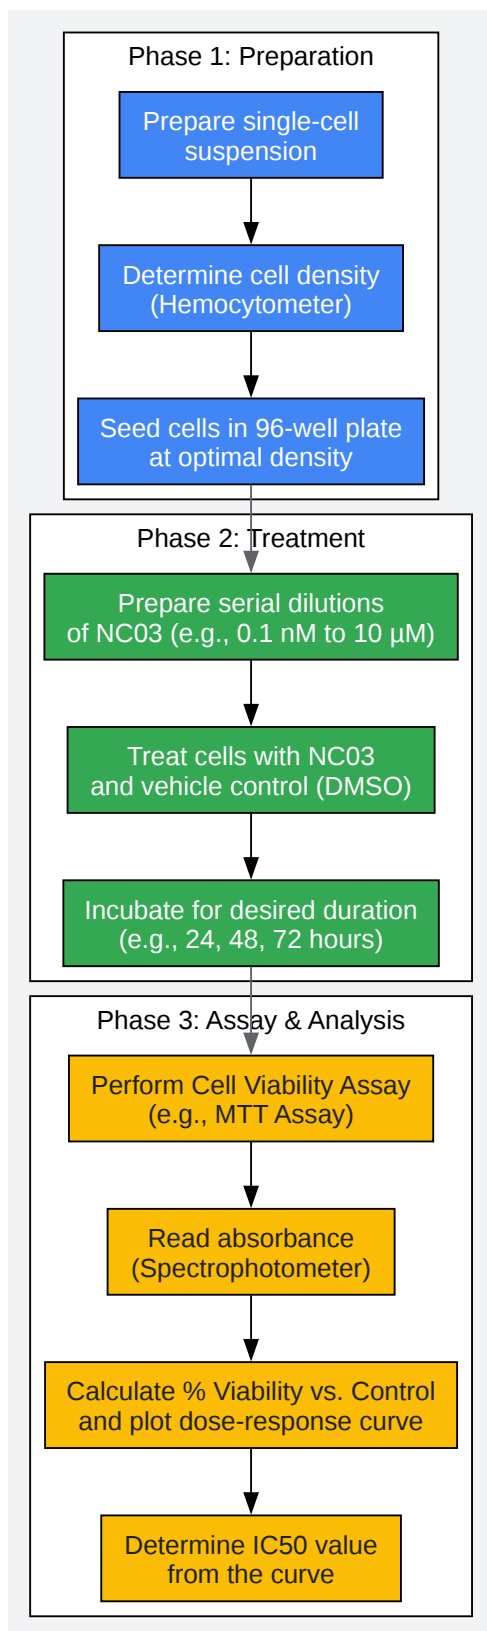 Phase 1: Preparation
Prepare single-cell
suspension
Determine cell density
(Hemocytometer)
Seed cells in 96-well plate
at optimal density
Phase 2: Treatment
Prepare serial dilutions
of NC03 (e.g., 0.1 nM to 10 µM)
Treat cells with NC03
and vehicle control (DMSO)
Incubate for desired duration
(e.g., 24, 48, 72 hours)
Phase 3: Assay & Analysis
Perform Cell Viability Assay
(e.g., MTT Assay)
Read absorbance
(Spectrophotometer)
Calculate % Viability vs. Control
and plot dose-response curve
Determine IC50 value
from the curve